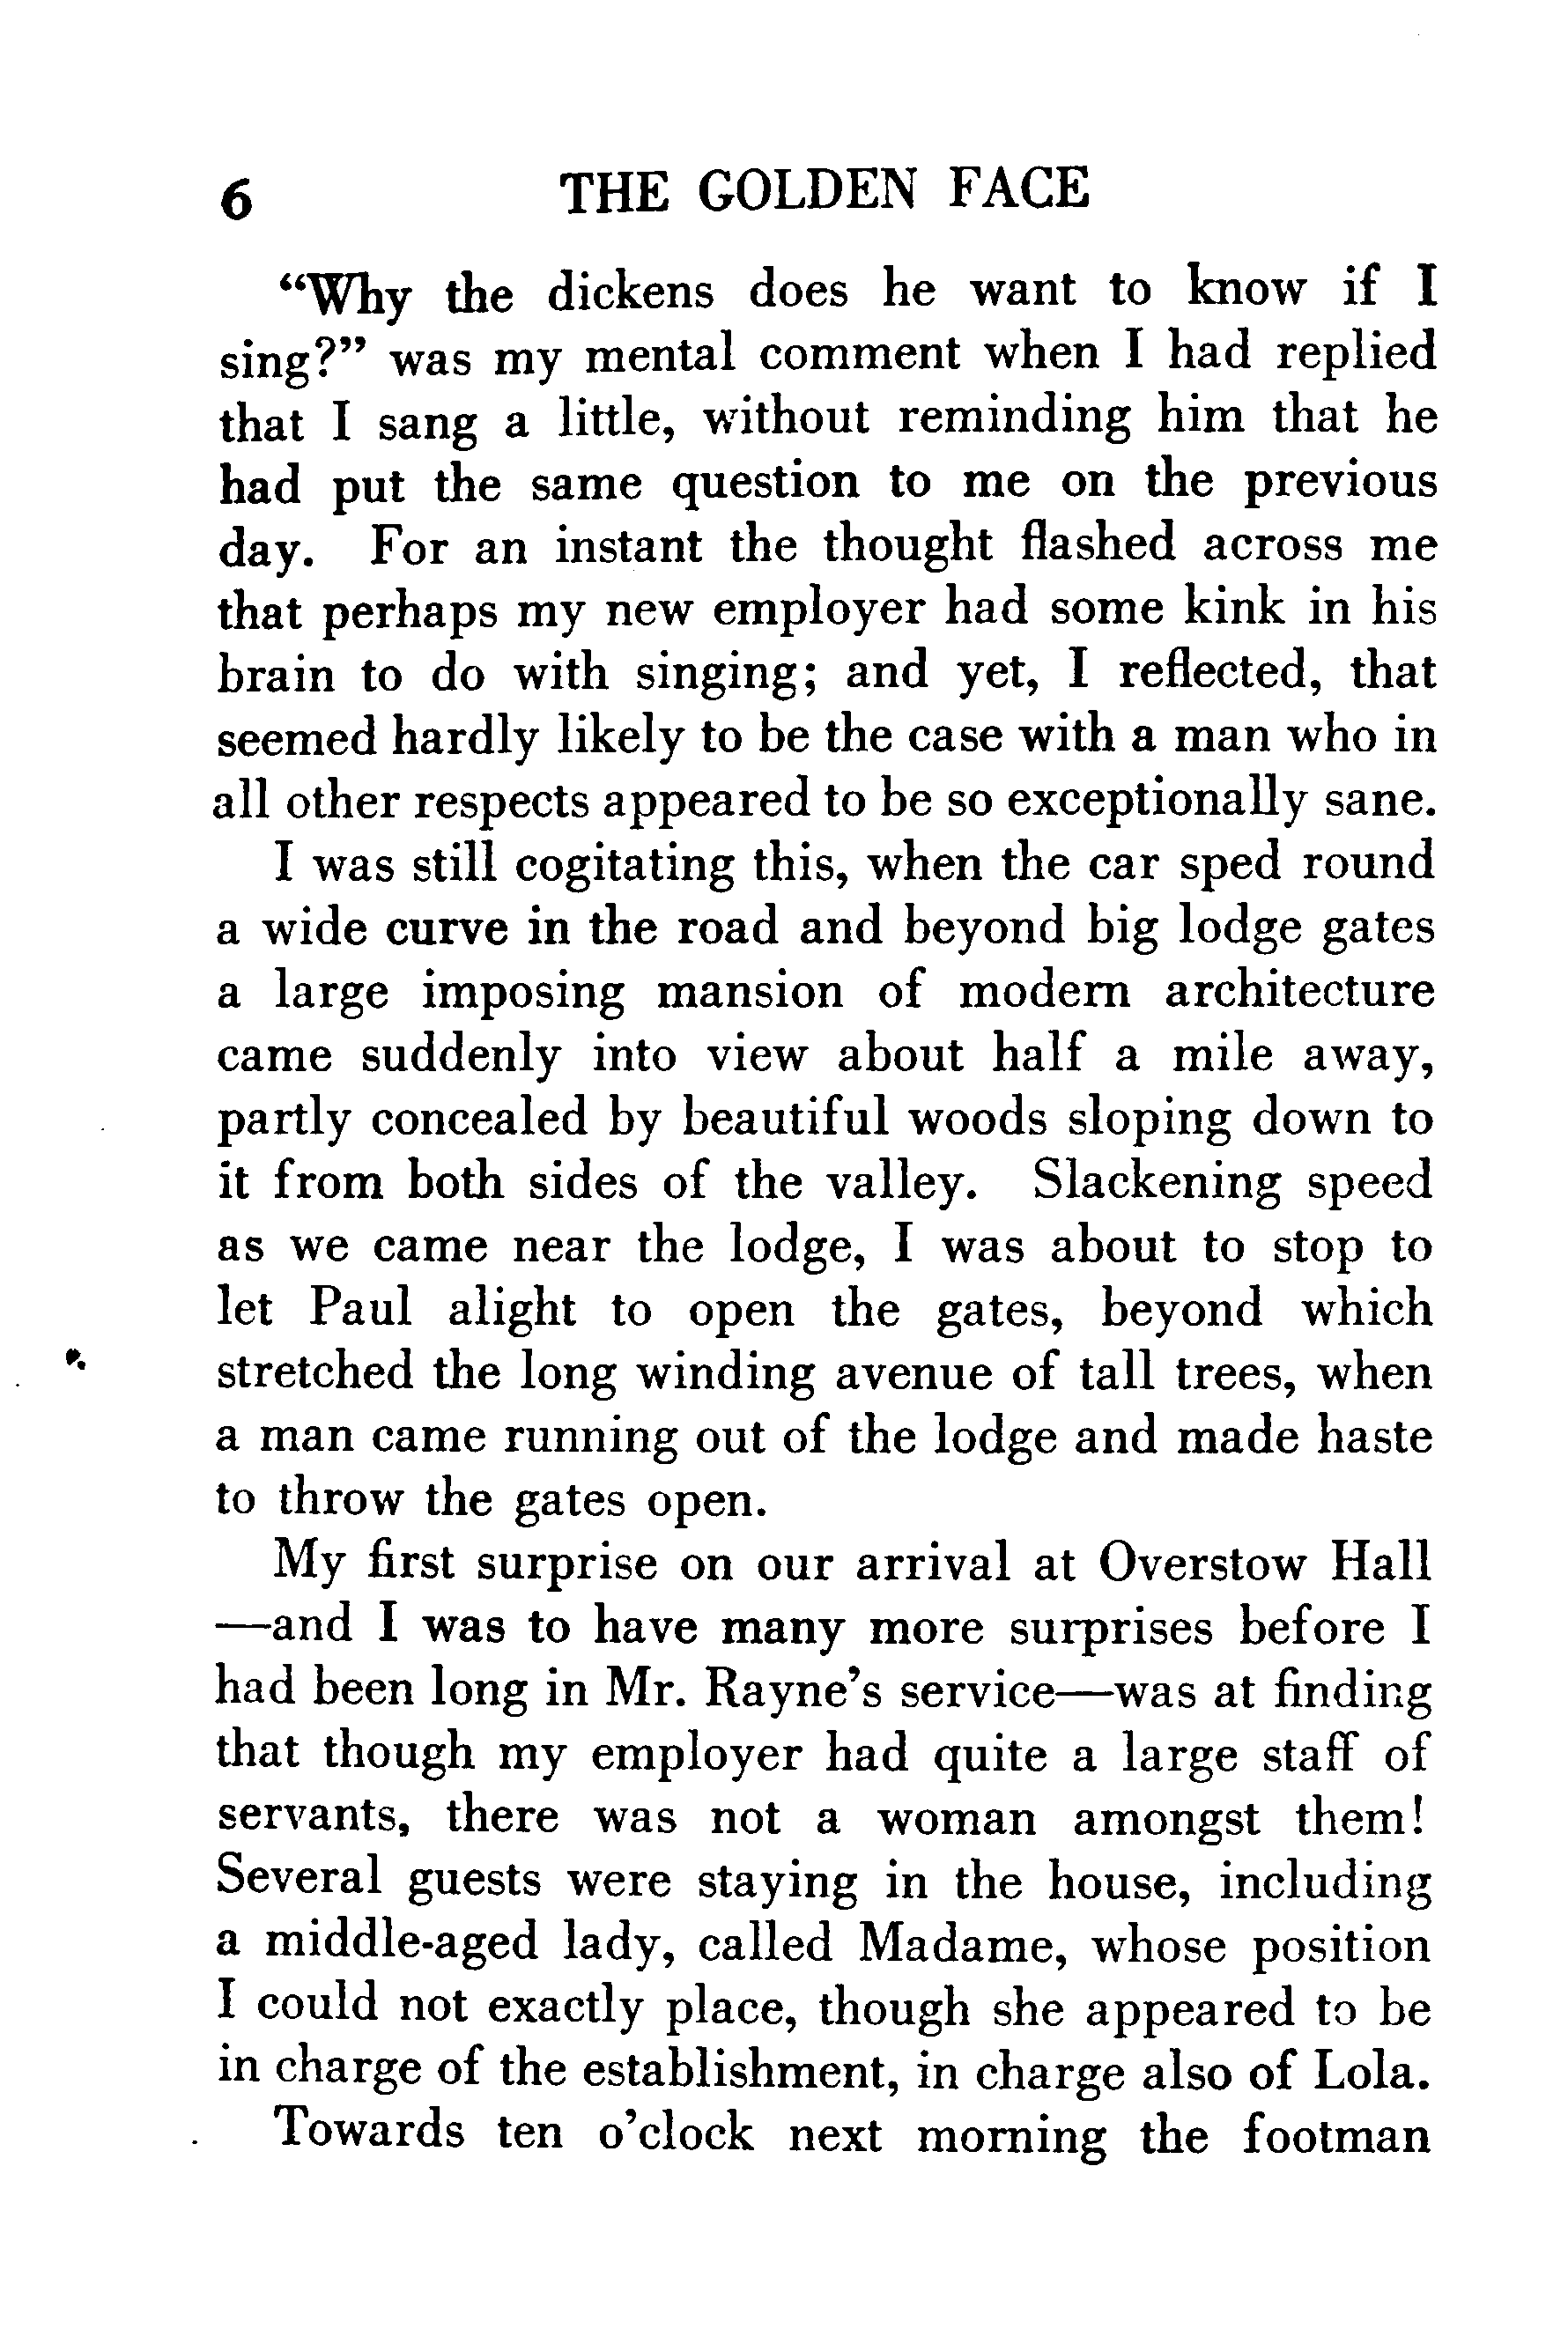 6 THE GOLDEN FACE
“Why the dickens does he want to know if I
sing?” was my mental comment when I had replied
that I sang a little, without reminding him that he
had put the same question to me on the previous
day. For an instant the thought flashed across me
that perhaps my new employer had some kink in his
brain to do with singing; and yet, I reflected, that
seemed hardly likely to be the case with a man who in
all other respects appeared to be so exceptionally sane.
I was still cogitating this, when the car sped round
a wide curve in the road and beyond big lodge gates
a large imposing mansion of modern architecture
came suddenly into view about half a mile away,
partly concealed by beautiful woods sloping down to
it from both sides of the valley. Slackening speed
as we came near the lodge, I was about to stop to
let Paul alight to open the gates, beyond which
stretched the long winding avenue of tall trees, when
a man came running out of the lodge and made haste
to throw the gates open.
My first surprise on our arrival at Overstow Hall
—and I was to have many more surprises before I
had been long in Mr. Rayne’s service—was at finding
that though my employer had quite a large staff of
servants, there was not a woman amongst them!
Several guests were staying in the house, including
a middle-aged lady, called Madame, whose position
I could not exactly place, though she appeared to be
in charge of the establishment, in charge also of Lola.
Towards ten o’clock next morning the footman